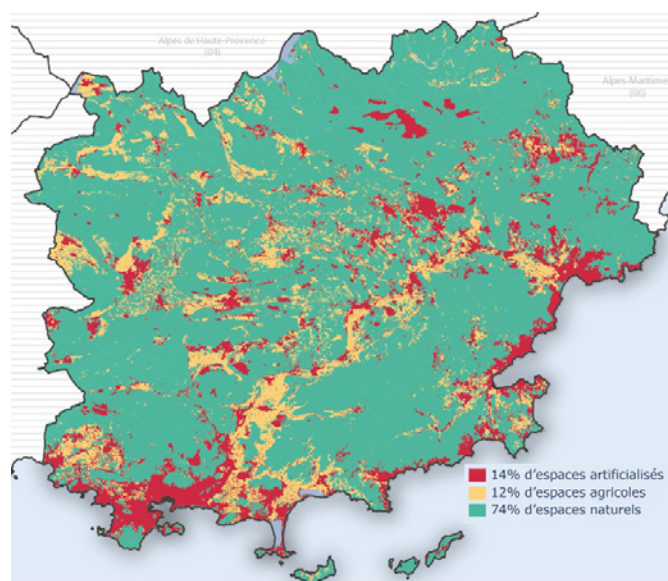 Alpes de Haute-Provence
(04)
Alpes-Maritime
(06)
14% d'espaces artificialisés
12% d'espaces agricoles
74% d'espaces naturels